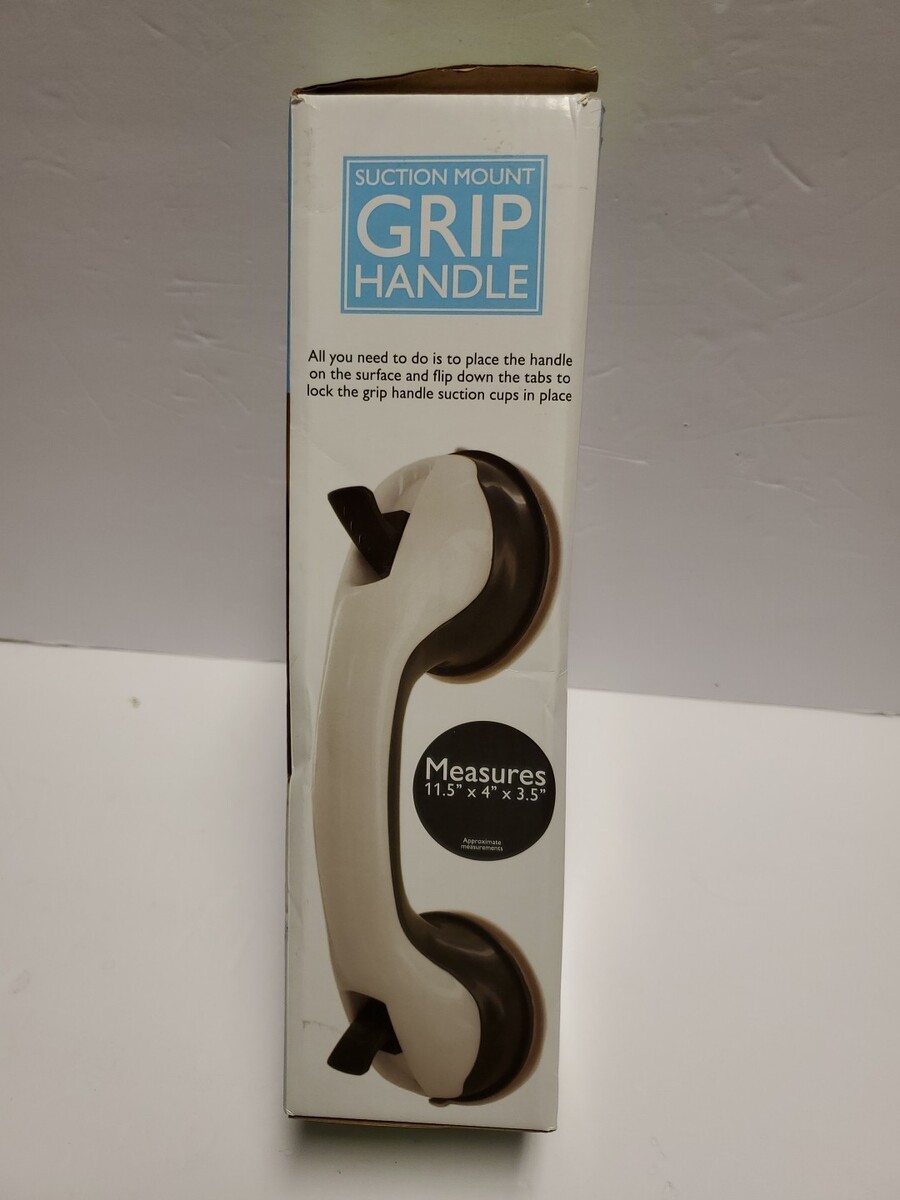 SUCTION MOUNT
GRIP
HANDLE
All you need to do is to place the handle
on the surface and flip down the tabs to
lock the grip handle suction cups in place
Measures
11.5” x 4” x 3.5”
Approximate
measurements